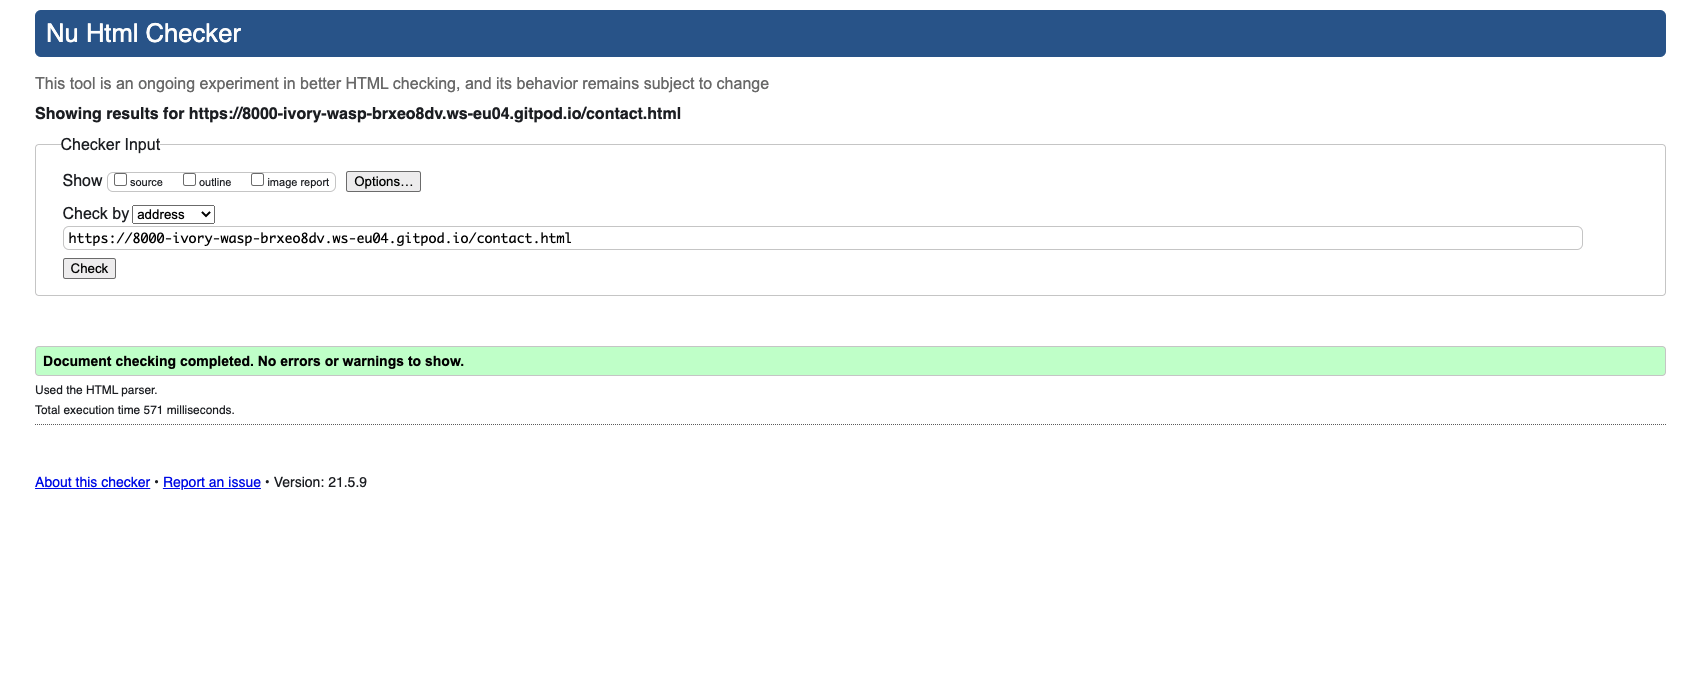 Nu Html Checker
This tool is an ongoing experiment in better HTML checking, and its behavior remains subject to change
Showing results for https://8000-ivory-wasp-brxeo8dv.ws-eu04.gitpod.io/contact.html
Checker Input
Show source outline image report Options...
Check by address
https://8000-ivory-wasp-brxeo8dv.ws-eu04.gitpod.io/contact.html
Check
Document checking completed. No errors or warnings to show.
Used the HTML parser.
Total execution time 571 milliseconds.
About this checker • Report an issue • Version: 21.5.9